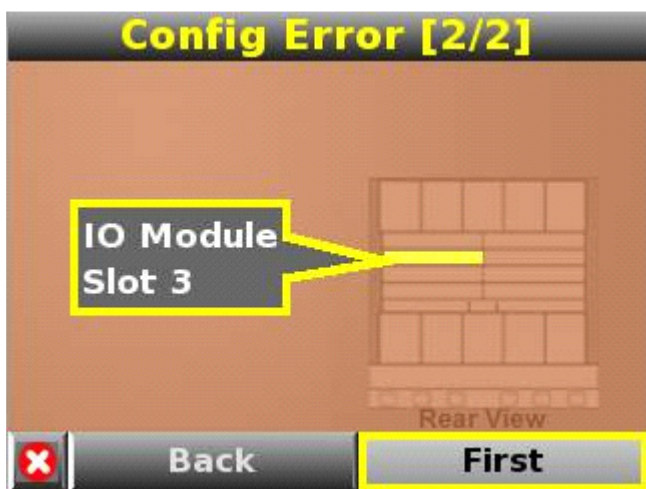 Config Error [2/2]
IO Module
Slot 3
Rear View
Back
First